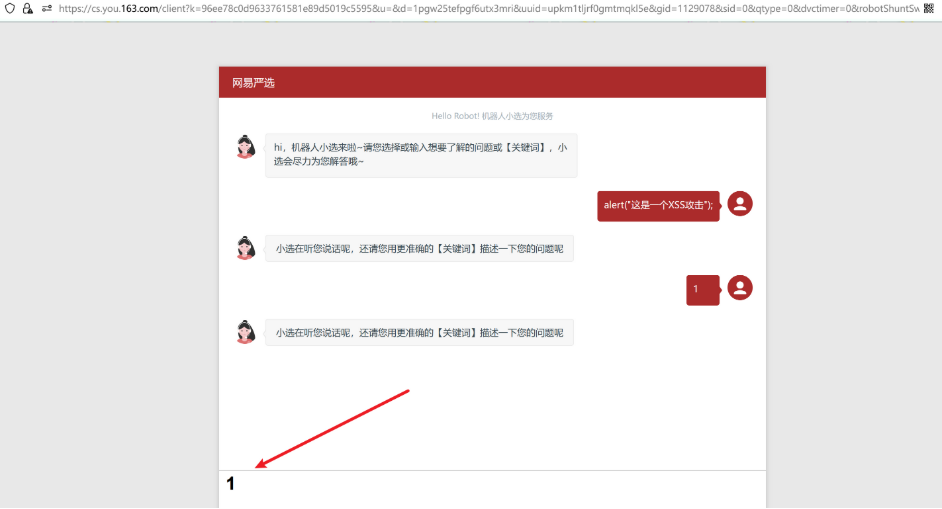 https://cs.you.163.com/client?k=96ee78c0d9633761581e89d5019c5595&u=&d=1pgw25tefpgf6utx3mri&uuid=upkm1tljrf0gmtmqkl5e&gid=1129078&sid=0&qtype=0&dvctimer=0&robotShuntSw
网易严选
Hello Robot! 机器人小选为您服务
hi，机器人小选来啦~请您选择或输入想要了解的问题或【关键词】，小
选会尽力为您解答哦~
alert("这是一个XSS攻击");
小选在听您说话呢，还请您用更准确的【关键词】描述一下您的问题呢
1
小选在听您说话呢，还请您用更准确的【关键词】描述一下您的问题呢
1